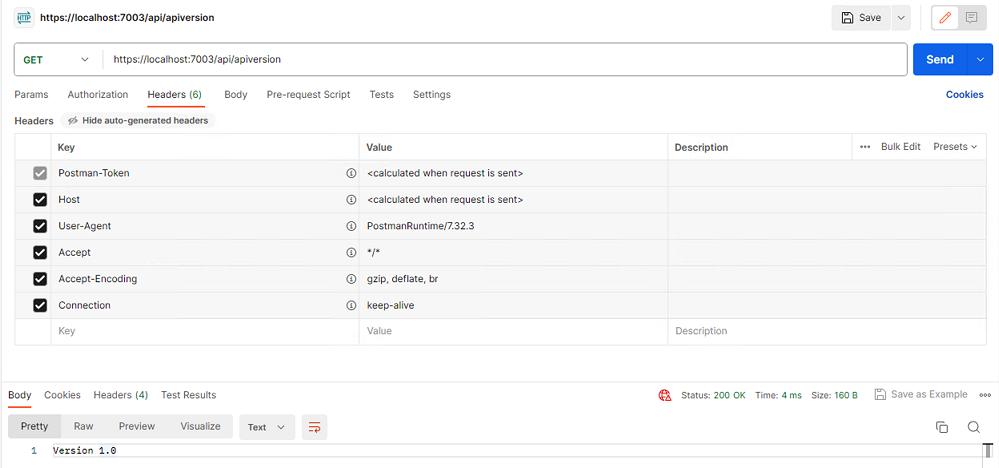 HTTP https://localhost:7003/api/apiversion Save
GET https://localhost:7003/api/apiversion Send
Params Authorization Headers (6) Body Pre-request Script Tests Settings Cookies
Headers Hide auto-generated headers
Key Value Description ••• Bulk Edit Presets
Postman-Token <calculated when request is sent>
Host <calculated when request is sent>
User-Agent PostmanRuntime/7.32.3
Accept */*
Accept-Encoding gzip, deflate, br
Connection keep-alive
Key Value Description
Body Cookies Headers (4) Test Results Status: 200 OK Time: 4 ms Size: 160 B Save as Example
Pretty Raw Preview Visualize Text
1 Version 1.0